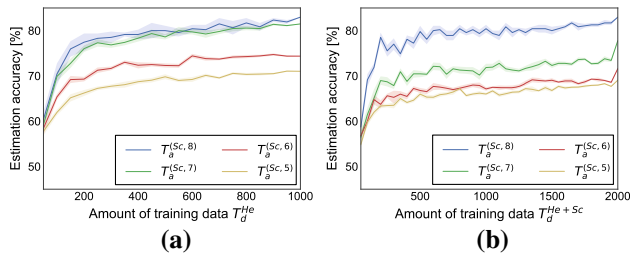 Estimation accuracy [%]
80
70
60
50
T_a^(Sc, 8) T_a^(Sc, 6)
T_a^(Sc, 7) T_a^(Sc, 5)
200 400 600 800 1000
Amount of training data T_d^He
(a)
Estimation accuracy [%]
80
70
60
50
T_a^(Sc, 8) T_a^(Sc, 6)
T_a^(Sc, 7) T_a^(Sc, 5)
500 1000 1500 2000
Amount of training data T_d^He+Sc
(b)